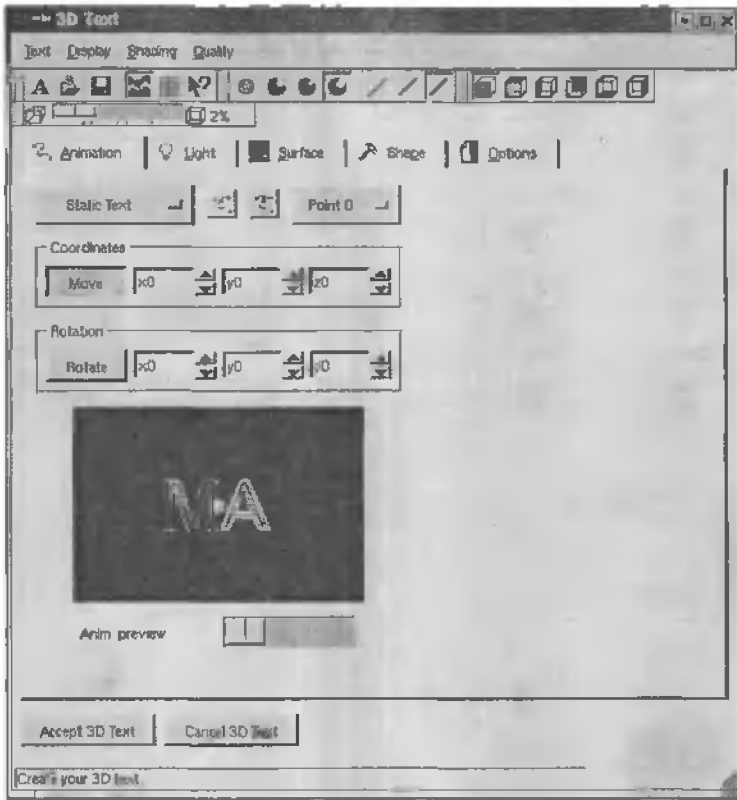 3D Text
Text Display Shading Quality
A
2%
Animation Light Surface Shape Options
Static Text Point 0
Coordinates
Move x0 y0 z0
Rotation
Rotate x0 y0 y0
MA
Anim preview
Accept 3D Text Cancel 3D Text
Create your 3D text